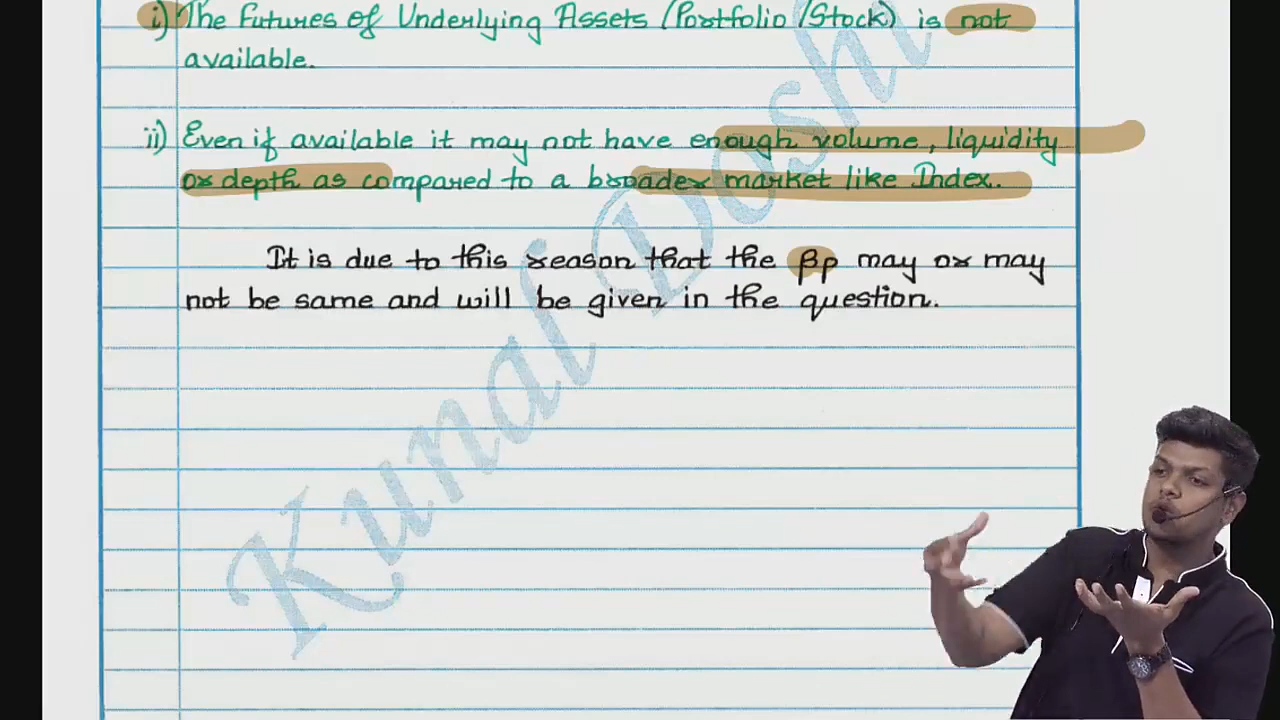 i) The Futures of Underlying Assets (Portfolio /Stock) is not
available.
ii) Even if available it may not have enough volume, liquidity
or depth as compared to a broader market like Index.
It is due to this reason that the βp may or may
not be same and will be given in the question.
Kunal Doshi